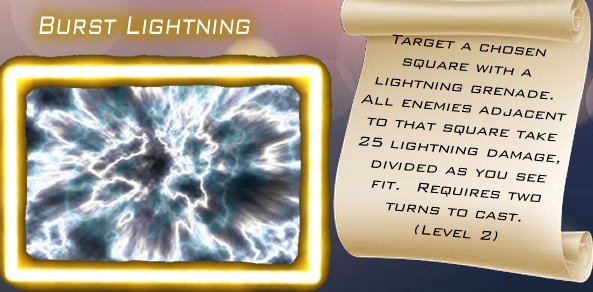 Burst Lightning
Target a chosen
square with a
lightning grenade.
All enemies adjacent
to that square take
25 lightning damage,
divided as you see
fit.  Requires two
turns to cast.
(Level 2)